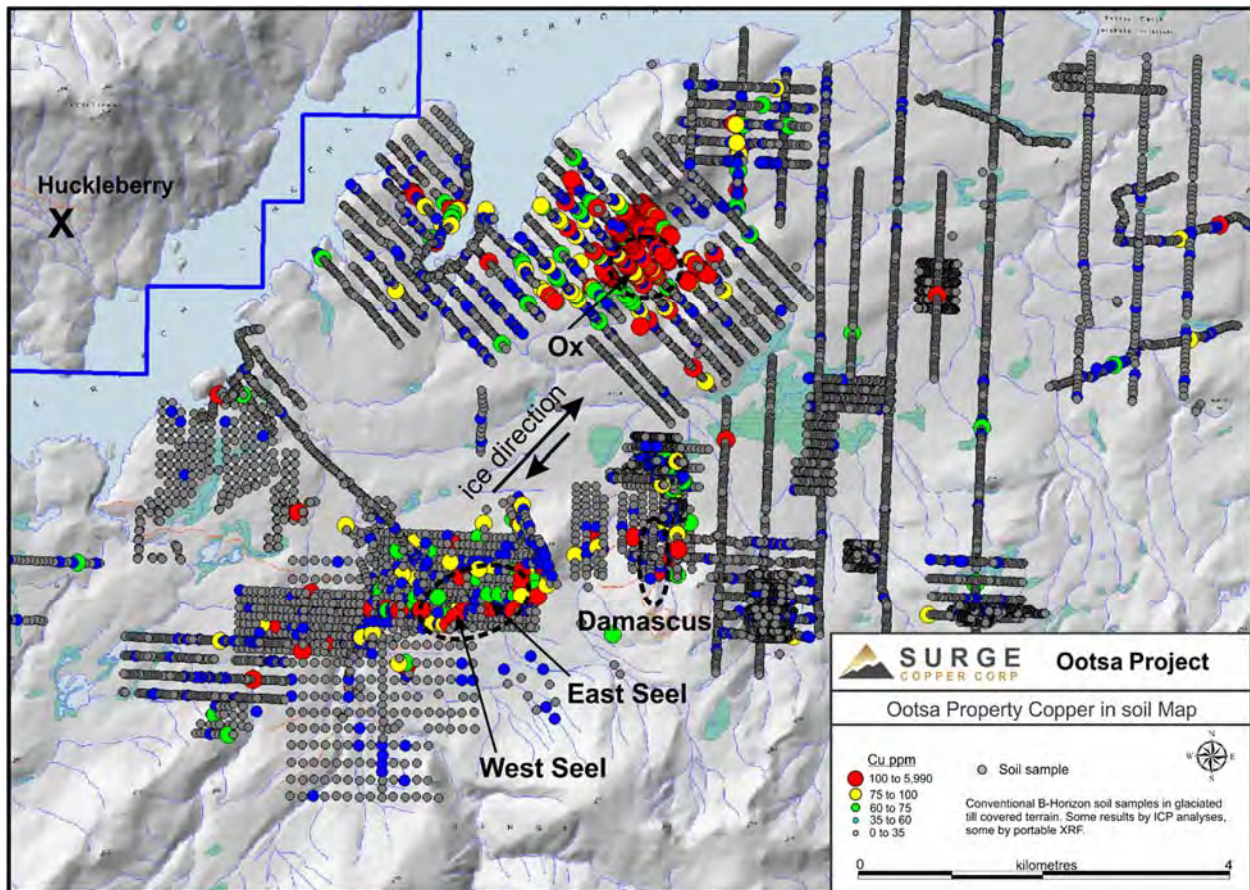 Huckleberry
X
Ox
ice direction
Damascus
East Seel
West Seel
SURGE
COPPER CORP
Ootsa Project
Ootsa Property Copper in soil Map
Cu ppm
100 to 5,990
75 to 100
60 to 75
35 to 60
0 to 35
Soil sample
N
W E
S
Conventional B-Horizon soil samples in glaciated
till covered terrain. Some results by ICP analyses,
some by portable XRF.
0 kilometres 4